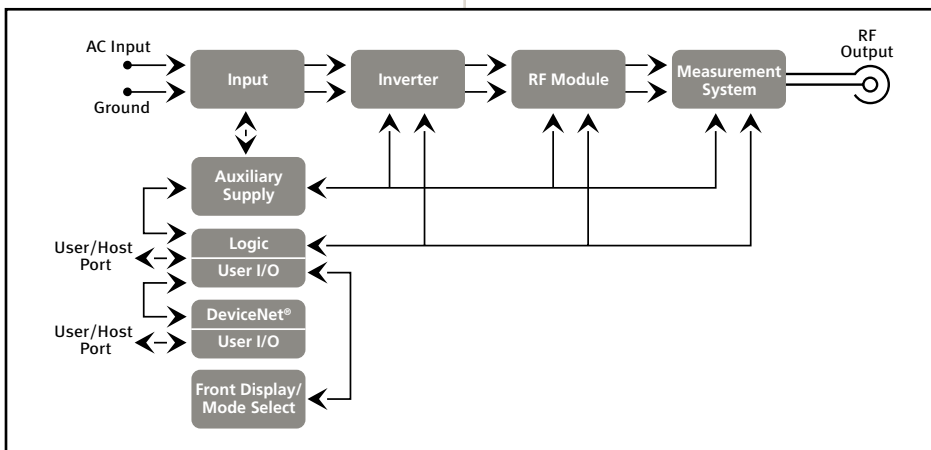 AC Input
Ground
Input
Inverter
RF Module
Measurement
System
RF
Output
Auxiliary
Supply
Logic
User I/O
User/Host
Port
DeviceNet®
User I/O
User/Host
Port
Front Display/
Mode Select